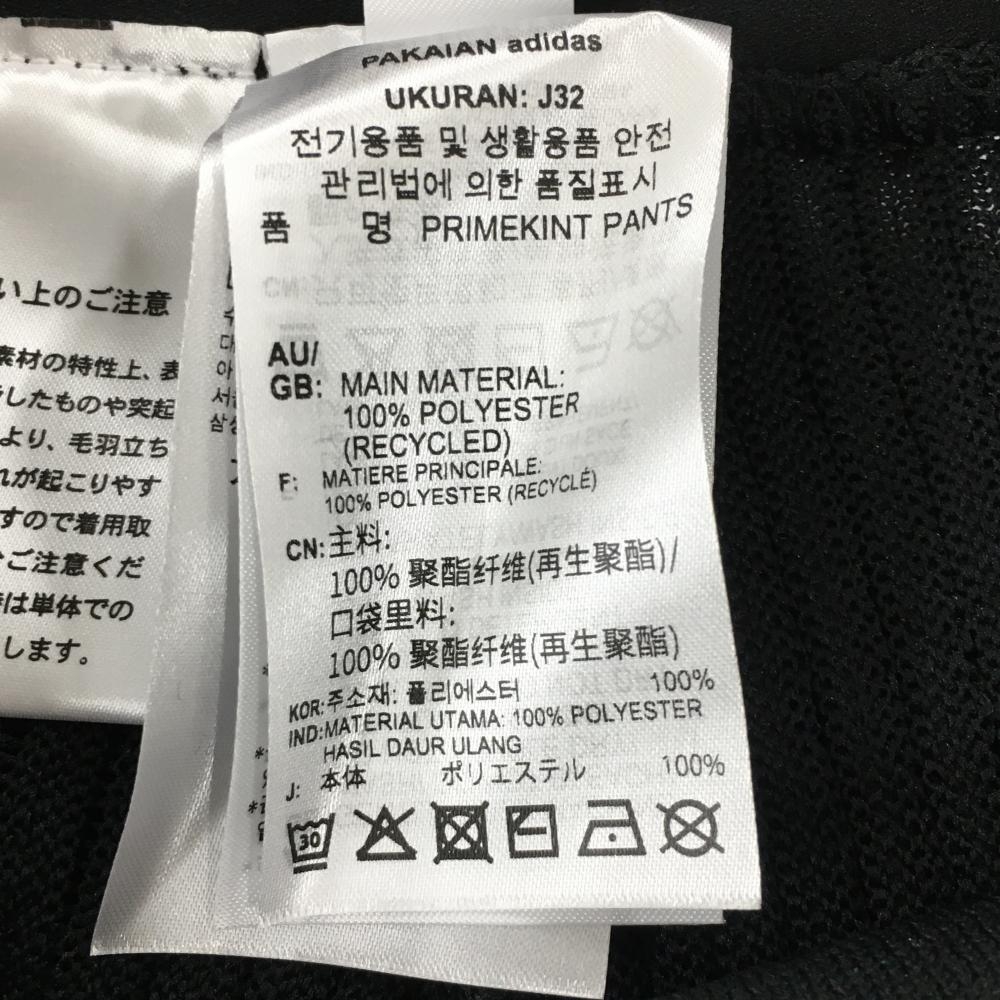 PAKAIAN adidas
UKURAN: J32
전기용품 및 생활용품 안전
관리법에 의한 품질표시
품 명 PRIMEKINT PANTS
AU/
GB: MAIN MATERIAL:
100% POLYESTER
(RECYCLED)
F: MATIERE PRINCIPALE:
100% POLYESTER (RECYCLÉ)
CN: 主料:
100% 聚酯纤维(再生聚酯)/
口袋里料:
100% 聚酯纤维(再生聚酯)
KOR: 주소재: 폴리에스터 100%
IND: MATERIAL UTAMA: 100% POLYESTER
HASIL DAUR ULANG
J: 本体 ポリエステル 100%
30
い上のご注意
素材の特性上、表
したものや突起
より、毛羽立ち
れが起こりやす
すので着用取
ご注意くだ
は単体での
します。